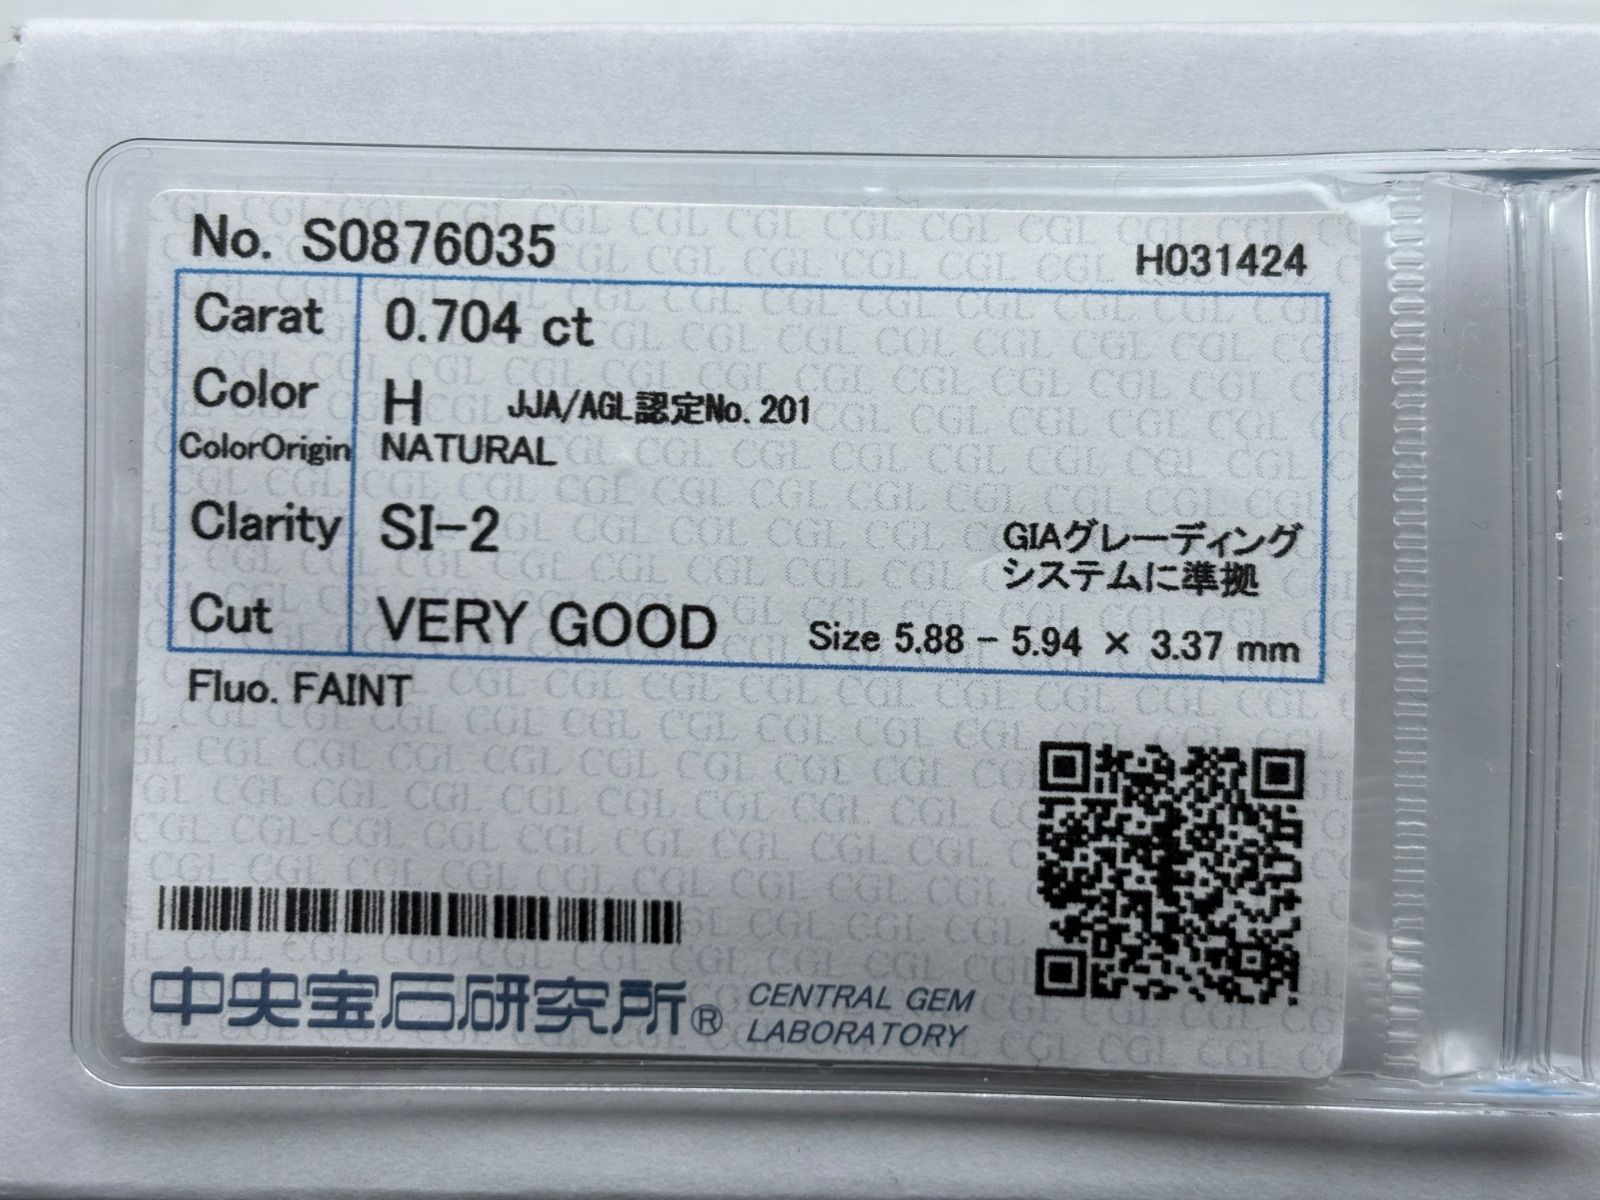 No. S0876035
H031424
Carat 0.704 ct
Color H JJA/AGL認定No. 201
ColorOrigin NATURAL
Clarity SI-2
GIAグレーディング
システムに準拠
Cut VERY GOOD Size 5.88 - 5.94 × 3.37 mm
Fluo. FAINT
中央宝石研究所® CENTRAL GEM
LABORATORY